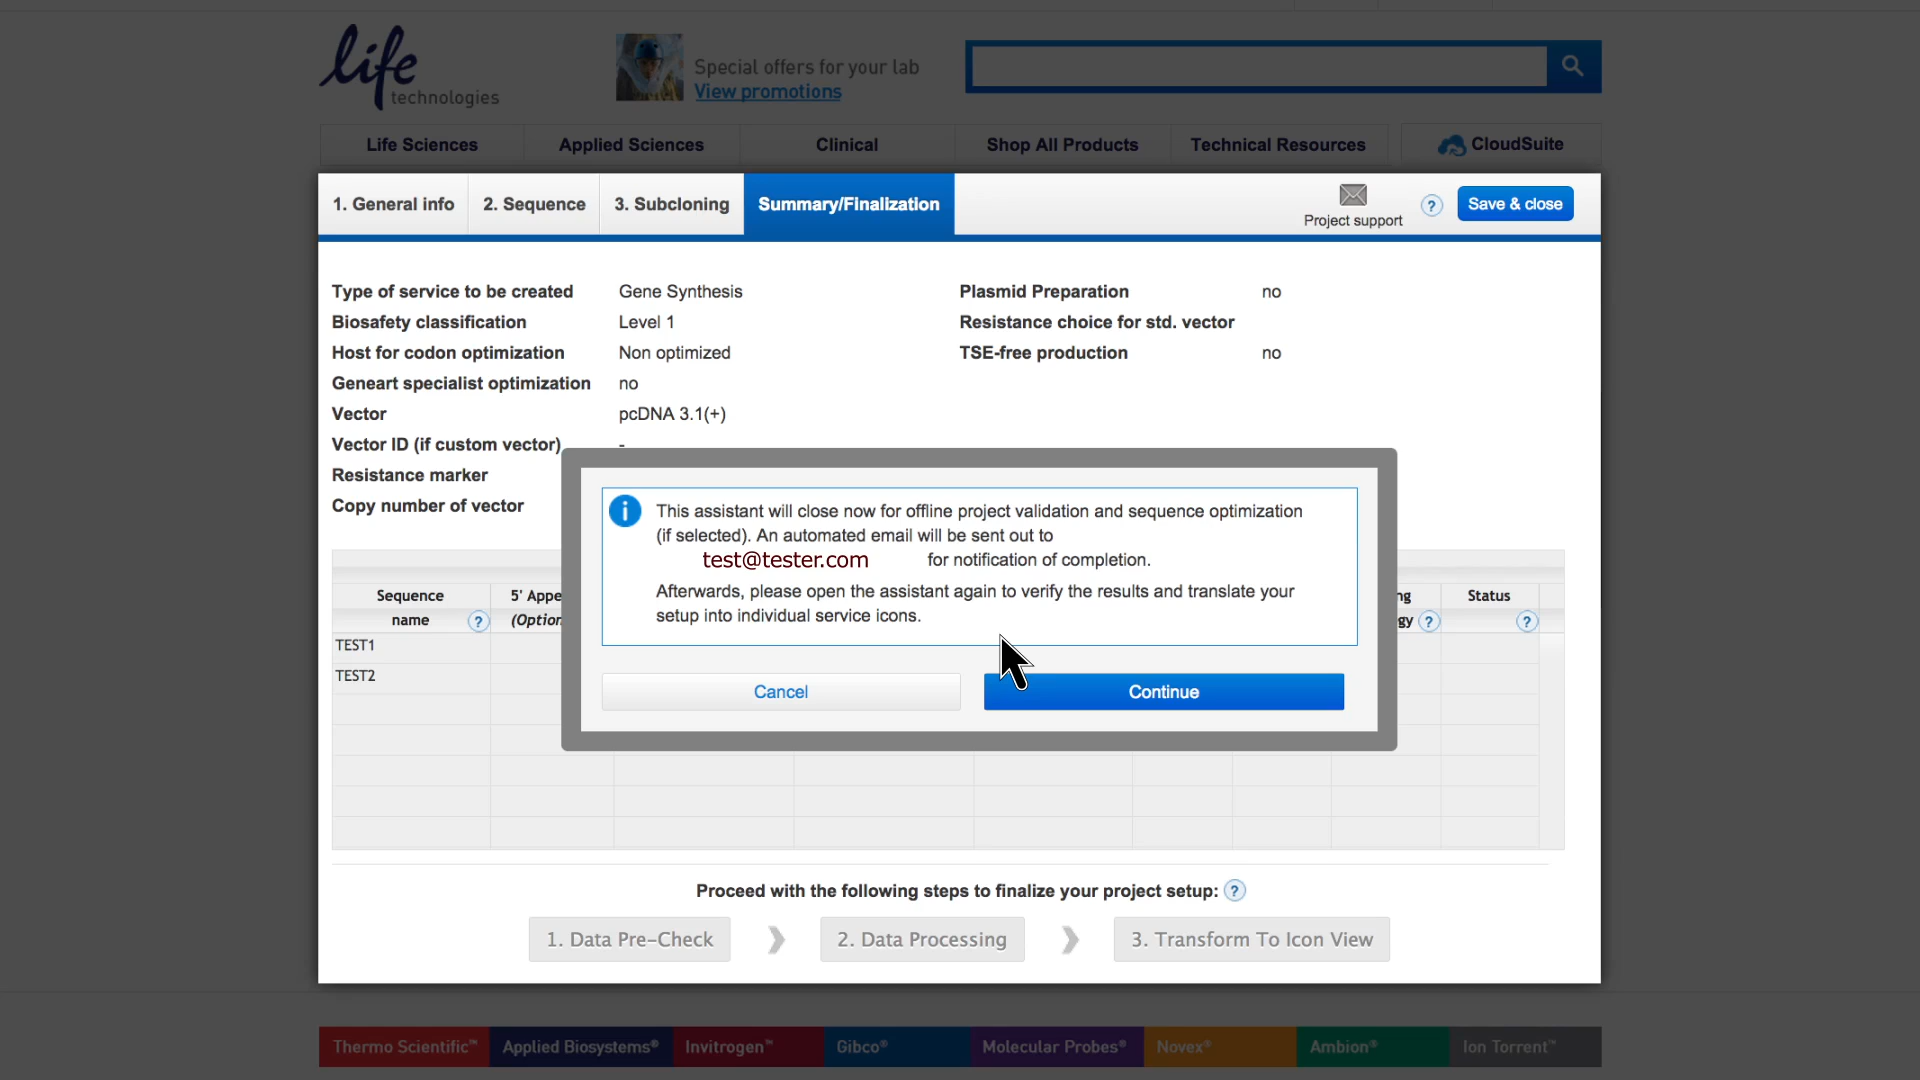 life technologies
Special offers for your lab
View promotions
Life Sciences Applied Sciences Clinical Shop All Products Technical Resources CloudSuite
1. General info 2. Sequence 3. Subcloning Summary/Finalization Project support ? Save & close
Type of service to be created Gene Synthesis Plasmid Preparation no
Biosafety classification Level 1 Resistance choice for std. vector
Host for codon optimization Non optimized TSE-free production no
Geneart specialist optimization no
Vector pcDNA 3.1(+)
Vector ID (if custom vector) -
Resistance marker
Copy number of vector
i This assistant will close now for offline project validation and sequence optimization
(if selected). An automated email will be sent out to
test@tester.com for notification of completion.
Afterwards, please open the assistant again to verify the results and translate your
setup into individual service icons.
Cancel Continue
Sequence 5' Appe ng Status
name ? (Option gy ? ?
TEST1
TEST2
Proceed with the following steps to finalize your project setup: ?
1. Data Pre-Check 2. Data Processing 3. Transform To Icon View
Thermo Scientific™ Applied Biosystems® Invitrogen™ Gibco® Molecular Probes® Novex® Ambion® Ion Torrent™